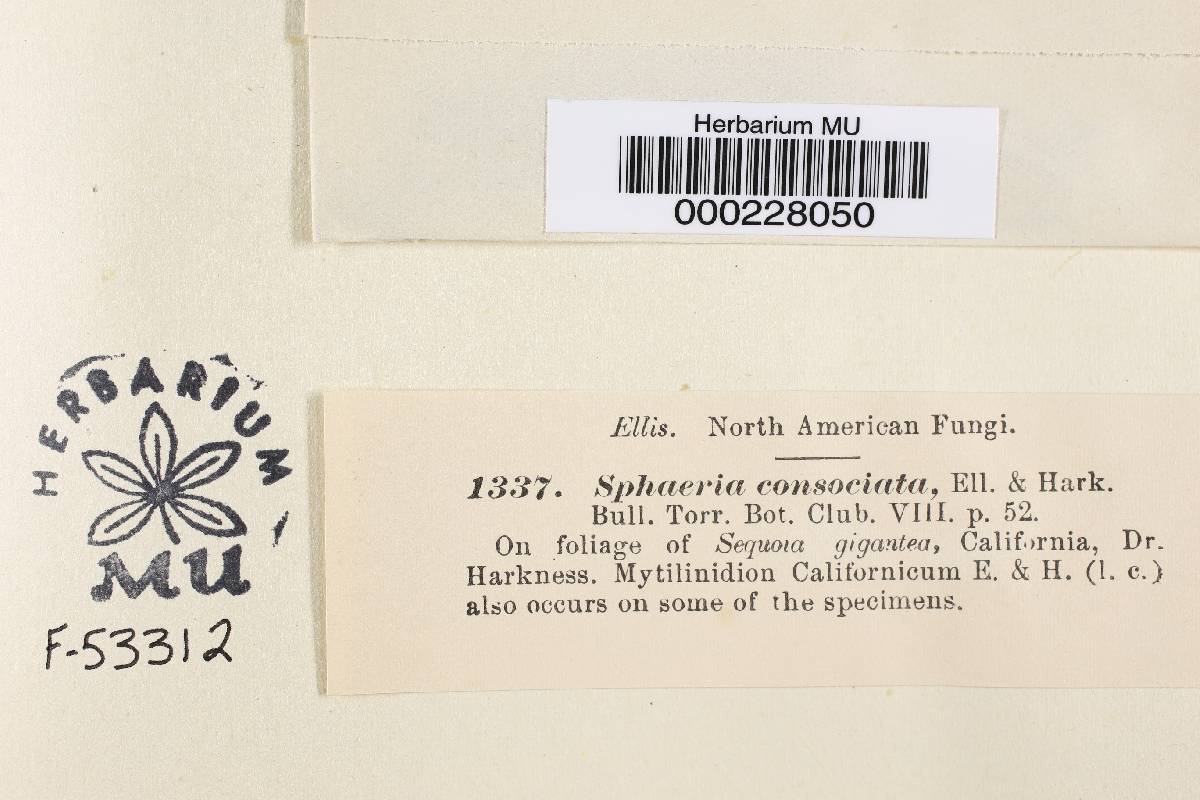 Herbarium MU
000228050
HERBARIUM
MU
F-53312
Ellis. North American Fungi.
1337. Sphaeria consociata, Ell. & Hark.
Bull. Torr. Bot. Club. VIII. p. 52.
On foliage of Sequoia gigantea, California, Dr.
Harkness. Mytilinidion Californicum E. & H. (l. c.)
also occurs on some of the specimens.